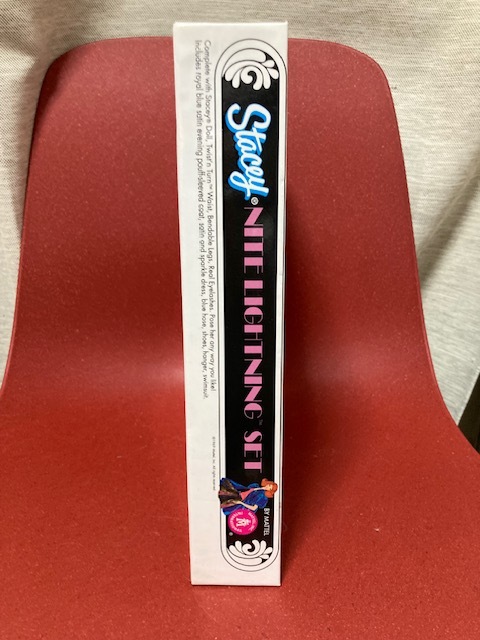 Stacey® NITE LIGHTNING™ SET
BY MATTEL
M
Complete with Stacey® Doll, Twist'n Turn™ Waist, Bendable Legs, Real Eyelashes. Pose her any way you like!
Includes royal blue satin evening pouff-sleeved coat, satin and sparkle dress, blue hose, shoes, hanger, swimsuit.